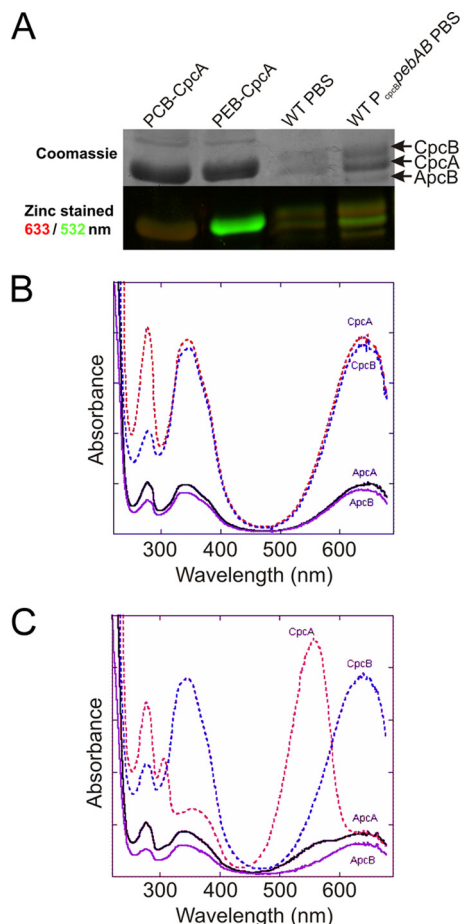 A
PCB-CpcA
PEB-CpcA
WT PBS
WT PcpcBpebAB PBS
Coomassie
CpcB
CpcA
ApcB
Zinc stained
633 / 532 nm
B
Absorbance
CpcA
CpcB
ApcA
ApcB
300 400 500 600
Wavelength (nm)
C
Absorbance
CpcA
CpcB
ApcA
ApcB
300 400 500 600
Wavelength (nm)